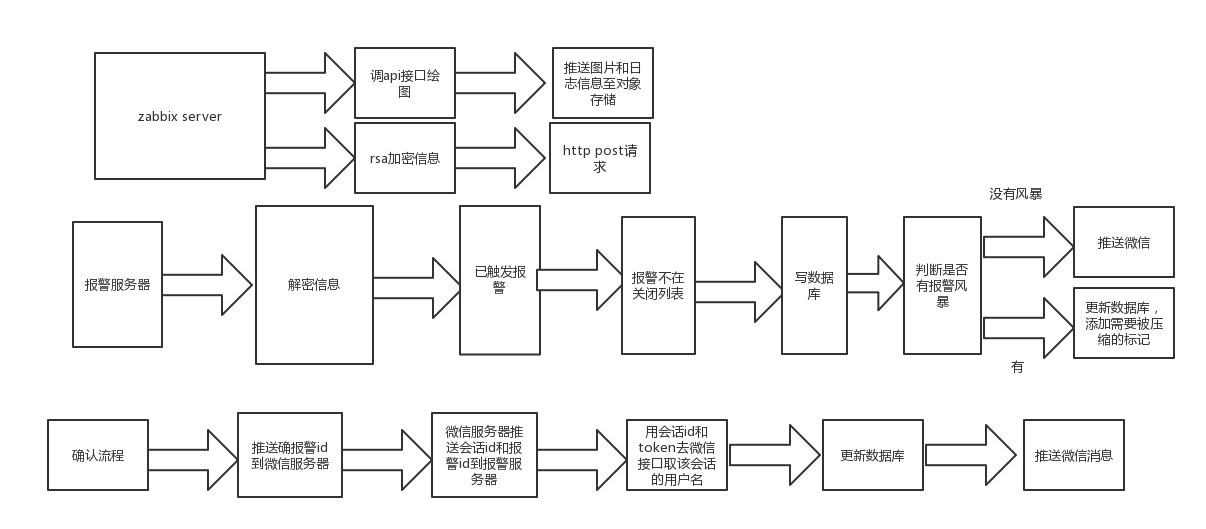 zabbix server
调api接口绘
图
推送图片和日
志信息至对象
存储
rsa加密信息
http post请
求
报警服务器
解密信息
已触发报
警
报警不在
关闭列表
写数据
库
判断是否
有报警风
暴
没有风暴
推送微信
更新数据库，
添加需要被压
缩的标记
有
确认流程
推送确报警id
到微信服务器
微信服务器推
送会话id和报
警id到报警服
务器
用会话id和
token去微信
接口取该会话
的用户名
更新数据库
推送微信消息